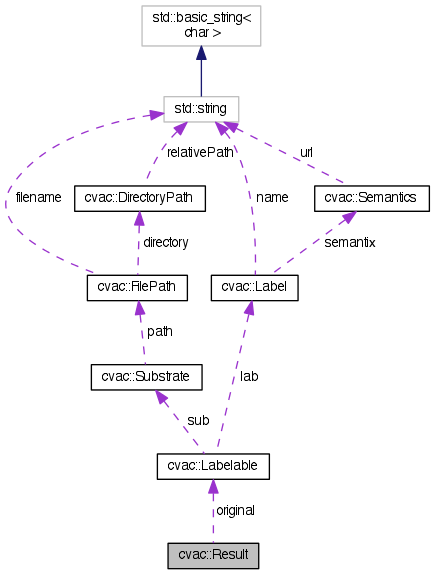 std::basic_string<
char >
std::string
relativePath
url
filename
cvac::DirectoryPath
name
cvac::Semantics
directory
semantix
cvac::FilePath
cvac::Label
path
cvac::Substrate
lab
sub
cvac::Labelable
original
cvac::Result